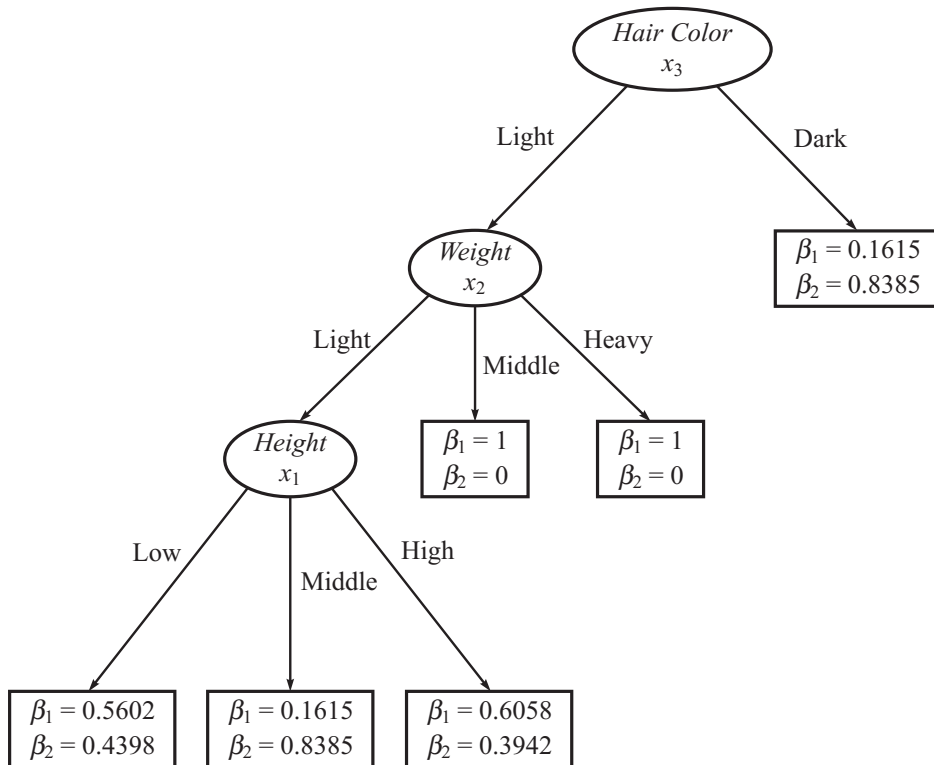 Hair Color
x₃
Light
Dark
Weight
x₂
β₁ = 0.1615
β₂ = 0.8385
Light
Middle
Heavy
Height
x₁
β₁ = 1
β₂ = 0
β₁ = 1
β₂ = 0
Low
Middle
High
β₁ = 0.5602
β₂ = 0.4398
β₁ = 0.1615
β₂ = 0.8385
β₁ = 0.6058
β₂ = 0.3942